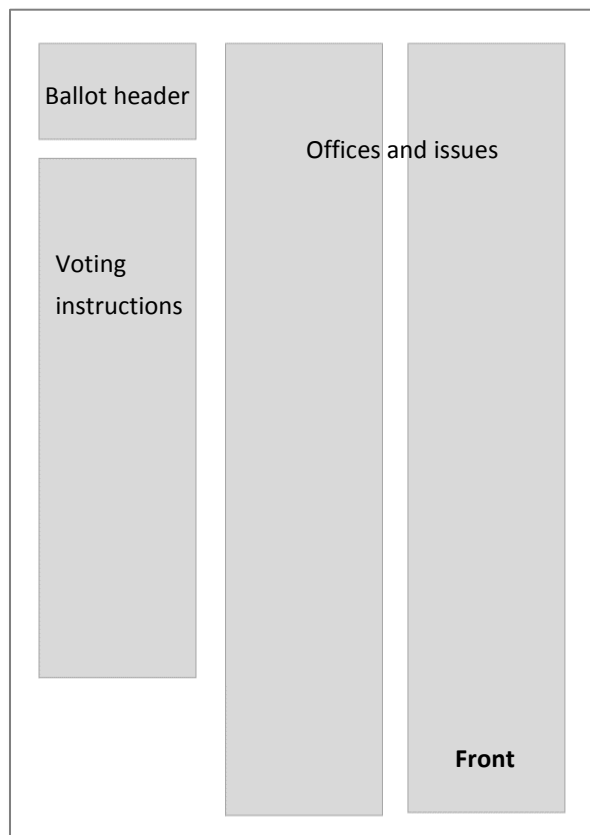 Ballot header
Voting
instructions
Offices and issues
Front